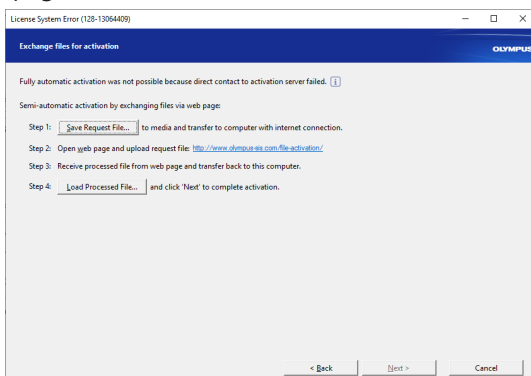 License System Error (128-13064409)
Exchange files for activation
OLYMPUS
Fully automatic activation was not possible because direct contact to activation server failed. i
Semi-automatic activation by exchanging files via web page:
Step 1: Save Request File... to media and transfer to computer with internet connection.
Step 2: Open web page and upload request file: http://www.olympus-sis.com/file-activation/
Step 3: Receive processed file from web page and transfer back to this computer.
Step 4: Load Processed File... and click 'Next' to complete activation.
< Back Next > Cancel